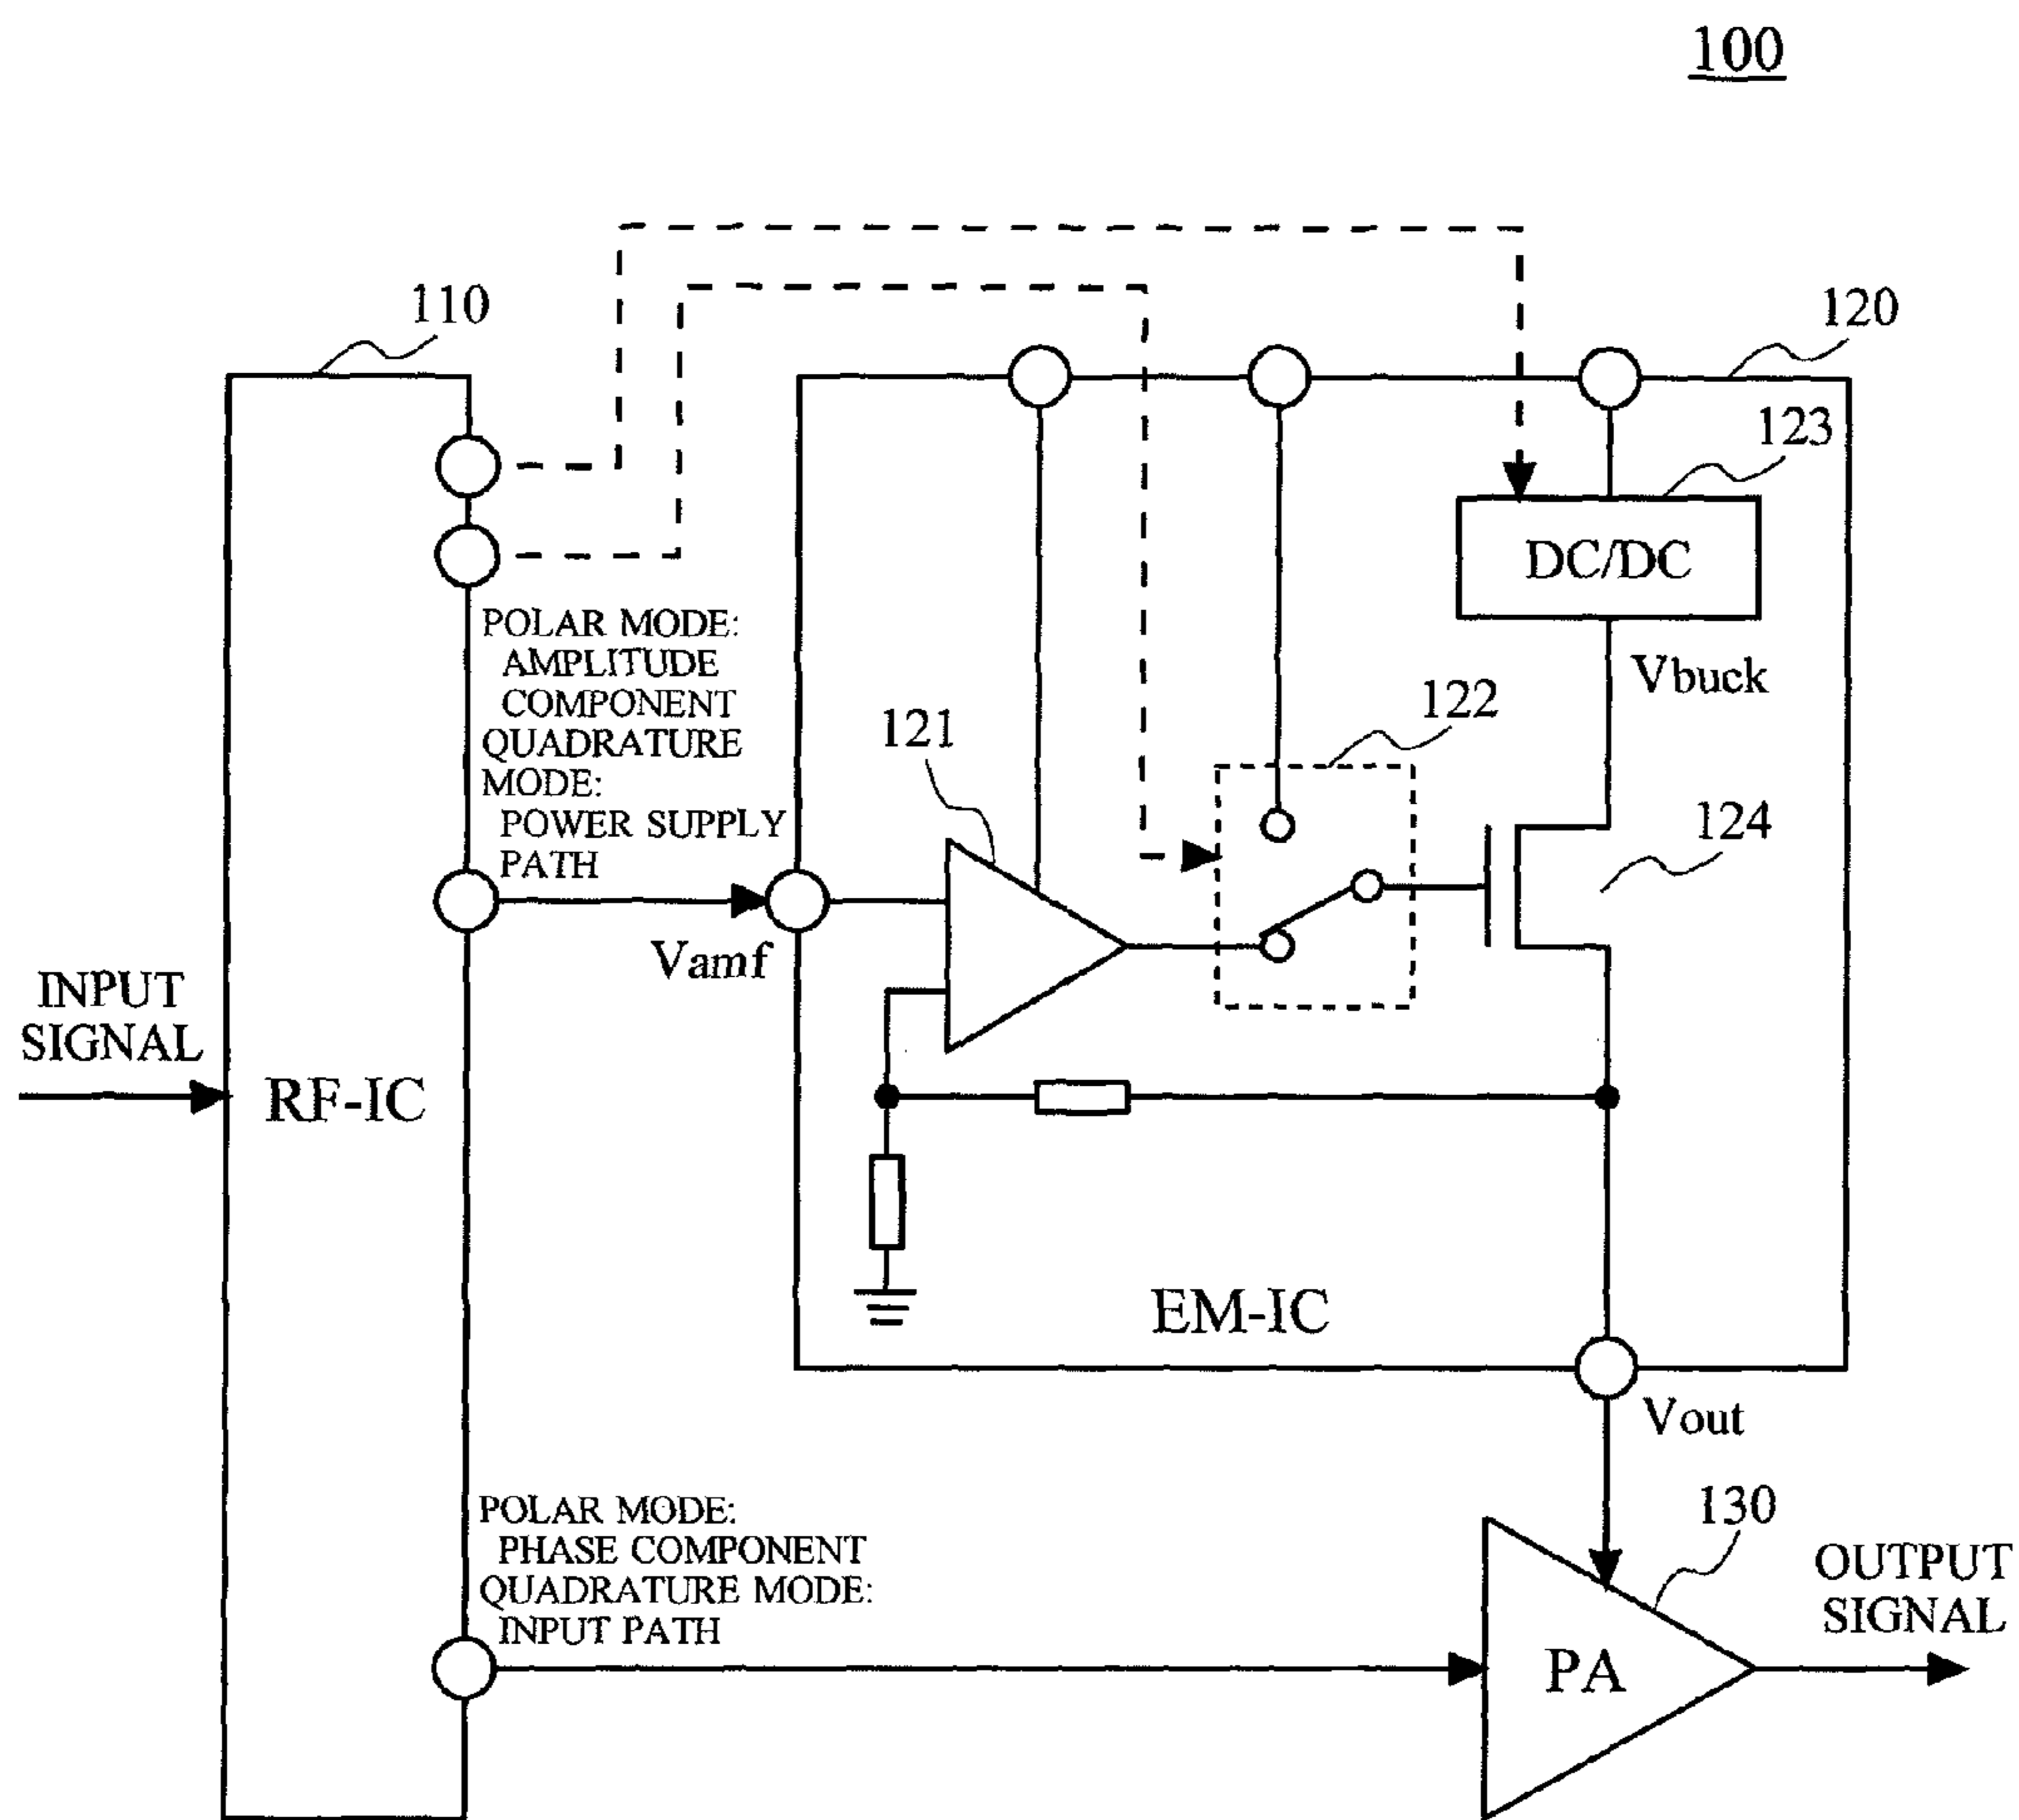 100
110
120
123
DC/DC
POLAR MODE:
AMPLITUDE
COMPONENT
QUADRATURE
MODE:
POWER SUPPLY
PATH
Vbuck
122
121
124
Vamf
INPUT
SIGNAL
RF-IC
EM-IC
Vout
POLAR MODE:
PHASE COMPONENT
QUADRATURE MODE:
INPUT PATH
130
OUTPUT
SIGNAL
PA